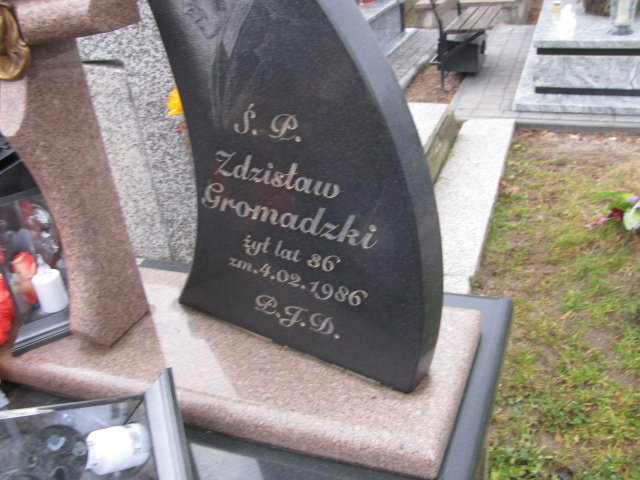 Ś. P.
Zdzisław
Gromadzki
żył lat 86
zm. 4.02.1986
P.J.D.